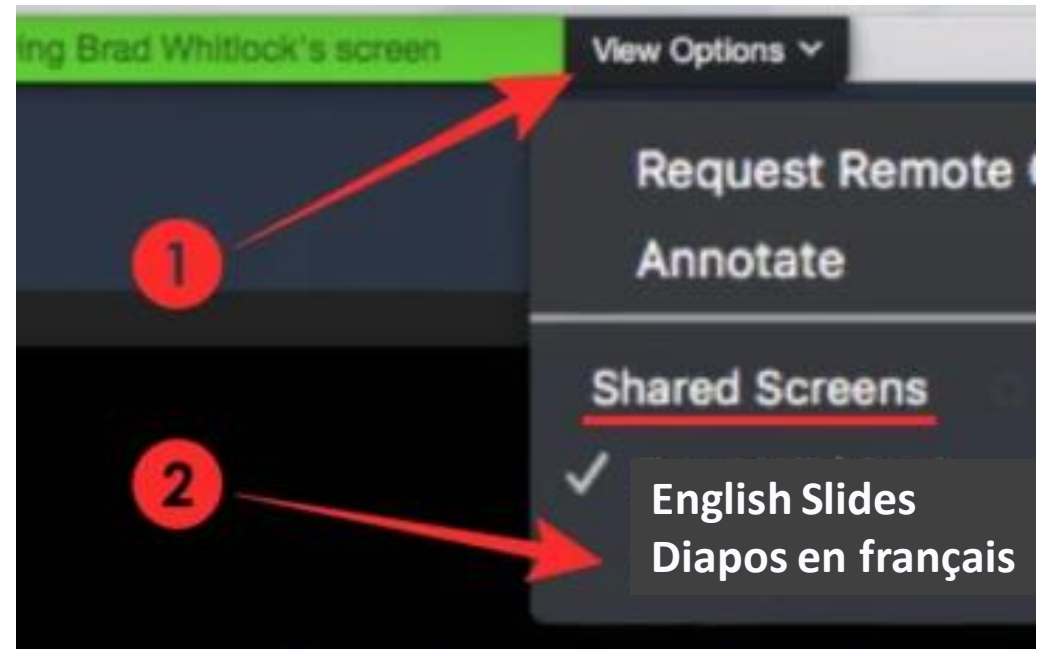 ing Brad Whitlock's screen
View Options
1
Request Remote
Annotate
Shared Screens
2
English Slides
Diapos en français